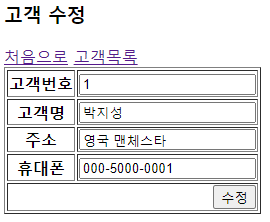 고객 수정
처음으로 고객목록
고객번호 1
고객명 박지성
주소 영국 맨체스타
휴대폰 000-5000-0001
수정